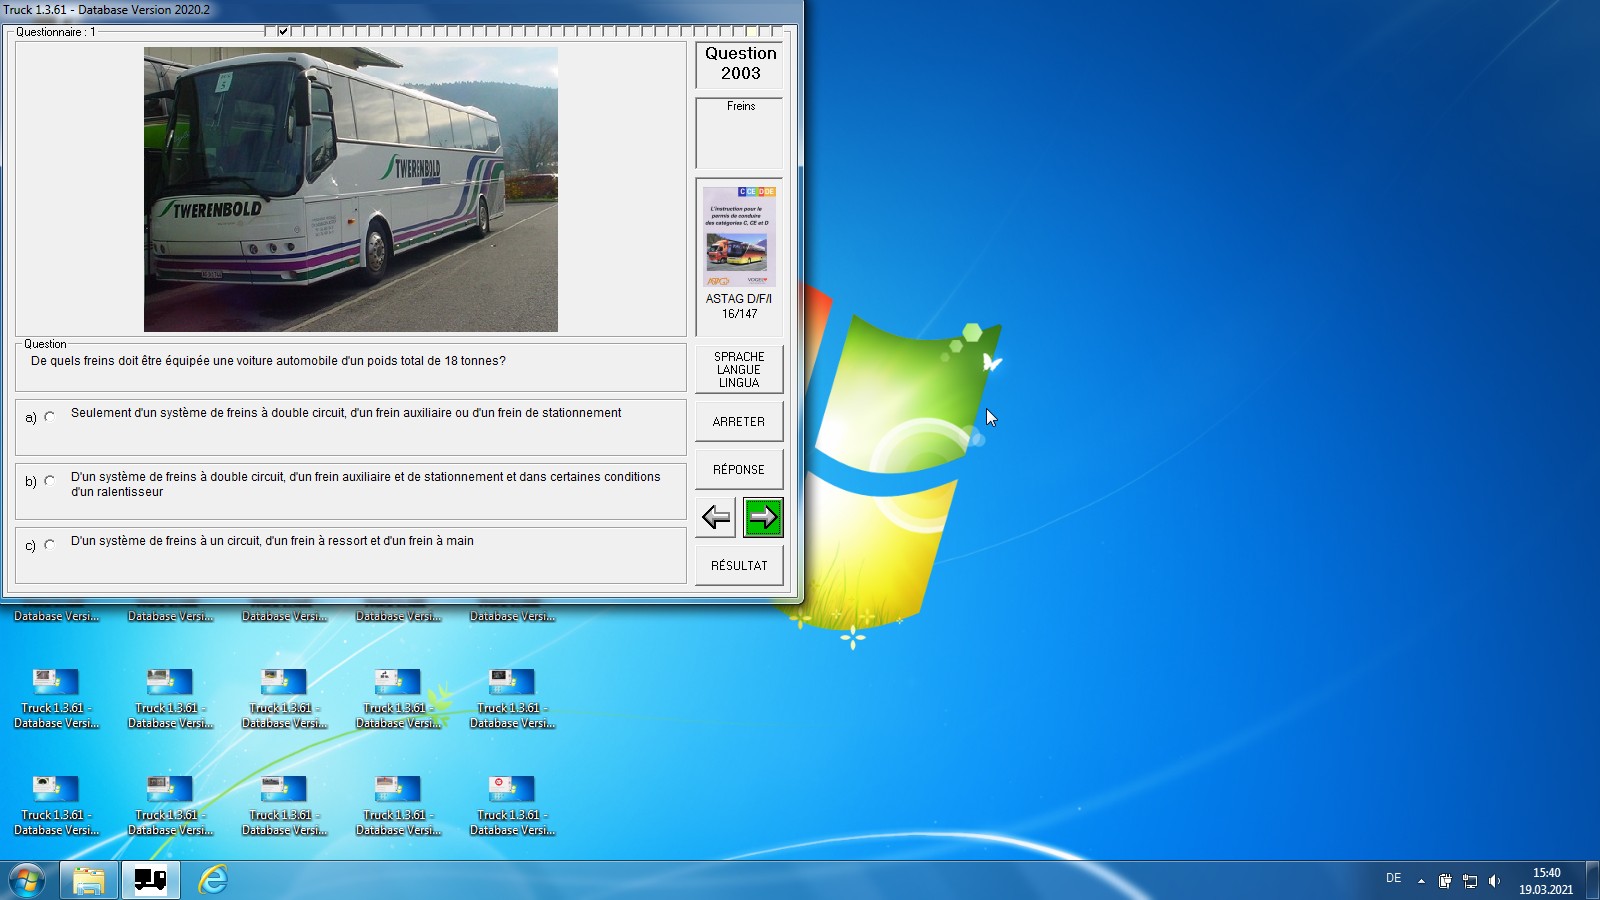 Truck 1.3.61 - Database Version 2020.2
Questionnaire : 1
Question
2003
TWERENBOLD
TWERENBOLD
Freins
C CE D DE
L'instruction pour le
permis de conduire
des catégories C, CE et D
ASTAG D/F/I
16/147
Question
De quels freins doit être équipée une voiture automobile d'un poids total de 18 tonnes?
SPRACHE
LANGUE
LINGUA
a) Seulement d'un système de freins à double circuit, d'un frein auxiliaire ou d'un frein de stationnement
ARRETER
b) D'un système de freins à double circuit, d'un frein auxiliaire et de stationnement et dans certaines conditions
d'un ralentisseur
RÉPONSE
c) D'un système de freins à un circuit, d'un frein à ressort et d'un frein à main
RÉSULTAT
Database Versi... Database Versi... Database Versi... Database Versi... Database Versi...
Truck 1.3.61 - Truck 1.3.61 - Truck 1.3.61 - Truck 1.3.61 - Truck 1.3.61 -
Database Versi... Database Versi... Database Versi... Database Versi... Database Versi...
Truck 1.3.61 - Truck 1.3.61 - Truck 1.3.61 - Truck 1.3.61 - Truck 1.3.61 -
Database Versi... Database Versi... Database Versi... Database Versi... Database Versi...
DE
15:40
19.03.2021